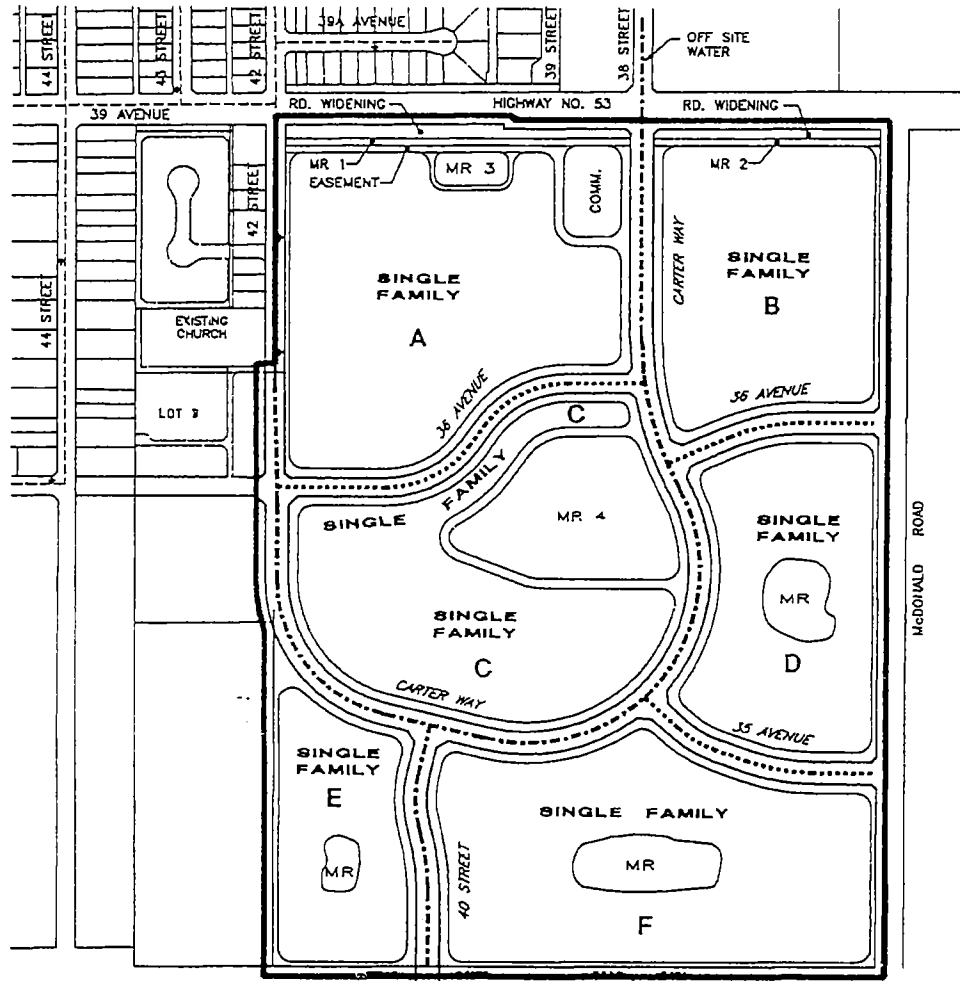 39A AVENUE
44 STREET
43 STREET
42 STREET
39 STREET
38 STREET
OFF SITE
WATER
39 AVENUE
RD. WIDENING
HIGHWAY NO. 53
RD. WIDENING
MR 1
EASEMENT
MR 3
COMM.
MR 2
42 STREET
CARTER WAY
SINGLE
FAMILY
A
SINGLE
FAMILY
B
44 STREET
EXISTING
CHURCH
LOT B
36 AVENUE
36 AVENUE
C
SINGLE FAMILY
MR 4
SINGLE
FAMILY
MR
D
McDONALD ROAD
SINGLE
FAMILY
C
CARTER WAY
35 AVENUE
SINGLE
FAMILY
E
MR
40 STREET
SINGLE FAMILY
MR
F